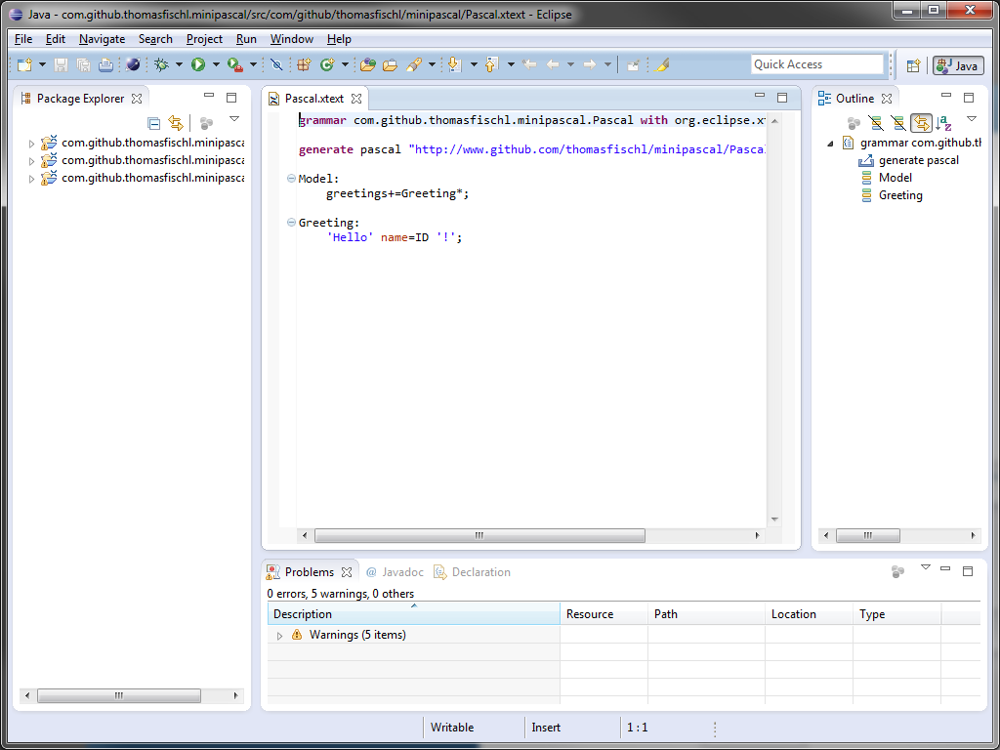 Java - com.github.thomasfischl.minipascal/src/com/github/thomasfischl/minipascal/Pascal.xtext - Eclipse
File Edit Navigate Search Project Run Window Help
Quick Access
Java
Package Explorer
com.github.thomasfischl.minipasca
com.github.thomasfischl.minipasca
com.github.thomasfischl.minipasca
Pascal.xtext
grammar com.github.thomasfischl.minipascal.Pascal with org.eclipse.xt
generate pascal "http://www.github.com/thomasfischl/minipascal/Pascal
Model:
greetings+=Greeting*;
Greeting:
'Hello' name=ID '!';
Outline
grammar com.github.th
generate pascal
Model
Greeting
Problems @ Javadoc Declaration
0 errors, 5 warnings, 0 others
Description Resource Path Location Type
Warnings (5 items)
Writable Insert 1 : 1